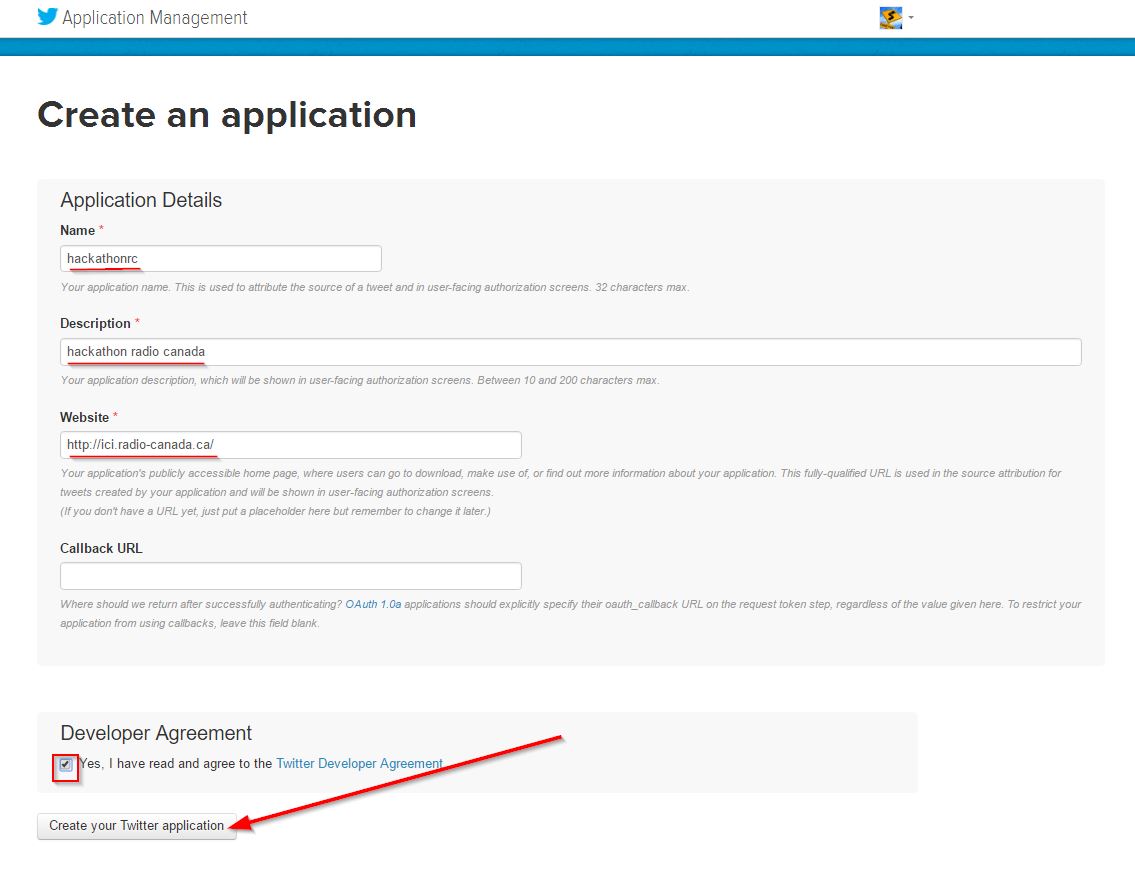 Application Management
Create an application
Application Details
Name *
hackathonrc
Your application name. This is used to attribute the source of a tweet and in user-facing authorization screens. 32 characters max.
Description *
hackathon radio canada
Your application description, which will be shown in user-facing authorization screens. Between 10 and 200 characters max.
Website *
http://ici.radio-canada.ca/
Your application's publicly accessible home page, where users can go to download, make use of, or find out more information about your application. This fully-qualified URL is used in the source attribution for
tweets created by your application and will be shown in user-facing authorization screens.
(If you don't have a URL yet, just put a placeholder here but remember to change it later.)
Callback URL
Where should we return after successfully authenticating? OAuth 1.0a applications should explicitly specify their oauth_callback URL on the request token step, regardless of the value given here. To restrict your
application from using callbacks, leave this field blank.
Developer Agreement
Yes, I have read and agree to the Twitter Developer Agreement.
Create your Twitter application